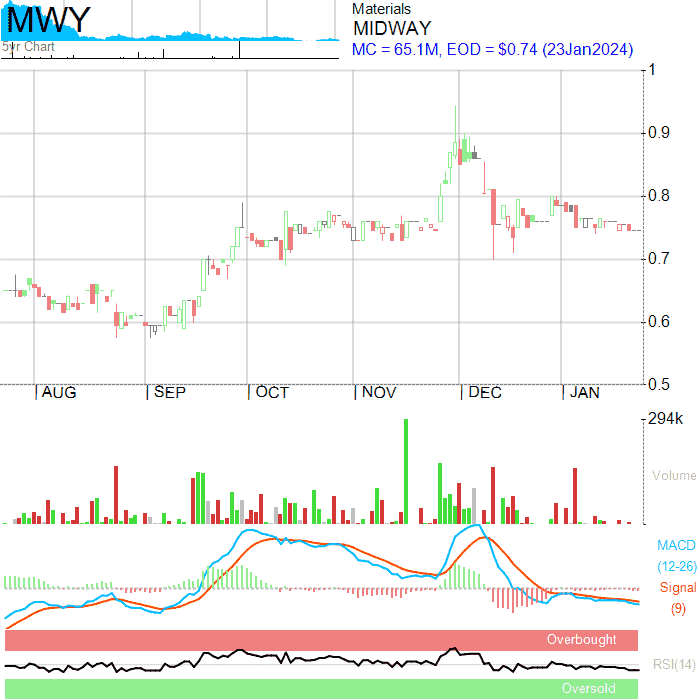 MWY
5yr Chart
Materials
MIDWAY
MC = 65.1M, EOD = $0.74 (23Jan2024)
1
0.9
0.8
0.7
0.6
0.5
AUG
SEP
OCT
NOV
DEC
JAN
294k
Volume
MACD
(12-26)
Signal
(9)
Overbought
RSI(14)
Oversold